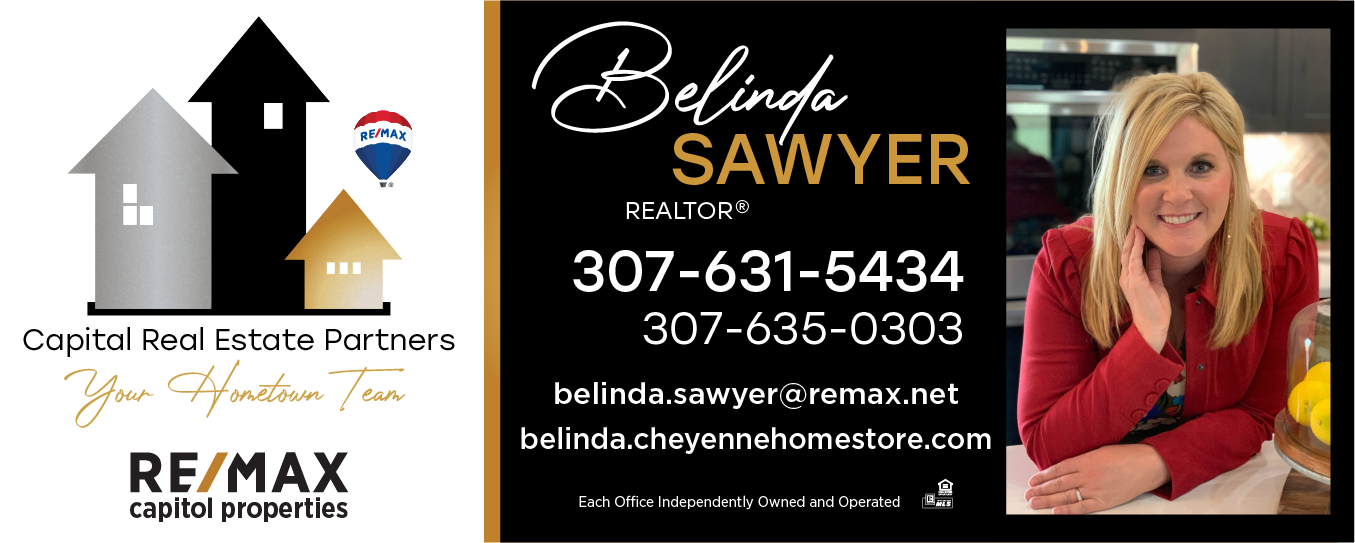 RE/MAX
Capital Real Estate Partners
Your Hometown Team
RE/MAX
capitol properties
Belinda
SAWYER
REALTOR®
307-631-5434
307-635-0303
belinda.sawyer@remax.net
belinda.cheyennehomestore.com
Each Office Independently Owned and Operated
MLS